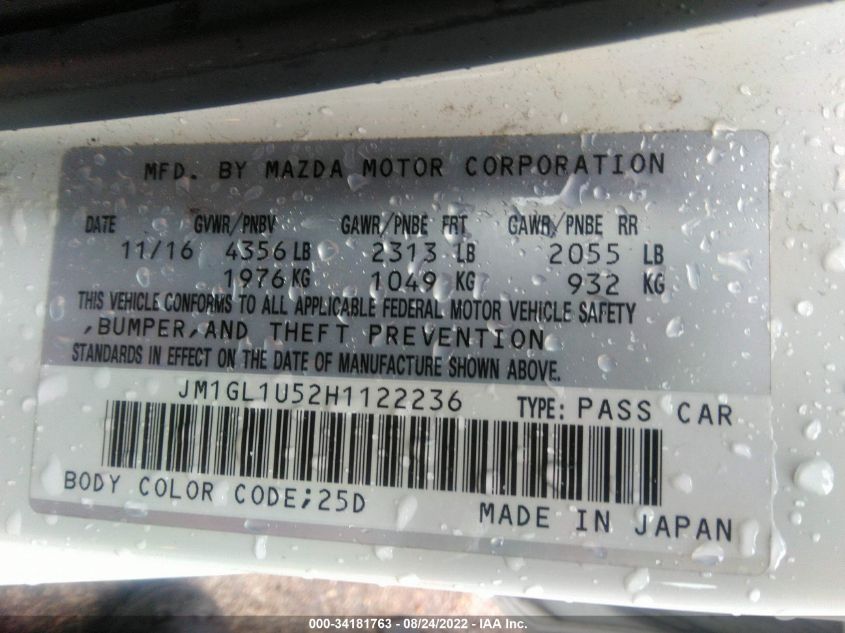 MFD. BY MAZDA MOTOR CORPORATION
DATE GVWR/PNBV GAWR/PNBE FRT GAWR/PNBE RR
11/16 4356 LB 2313 LB 2055 LB
1976 KG 1049 KG 932 KG
THIS VEHICLE CONFORMS TO ALL APPLICABLE FEDERAL MOTOR VEHICLE SAFETY
,BUMPER,AND THEFT PREVENTION
STANDARDS IN EFFECT ON THE DATE OF MANUFACTURE SHOWN ABOVE.
JM1GL1U52H1122236 TYPE: PASS CAR
BODY COLOR CODE;25D MADE IN JAPAN
000-34181763 - 08/24/2022 - IAA Inc.